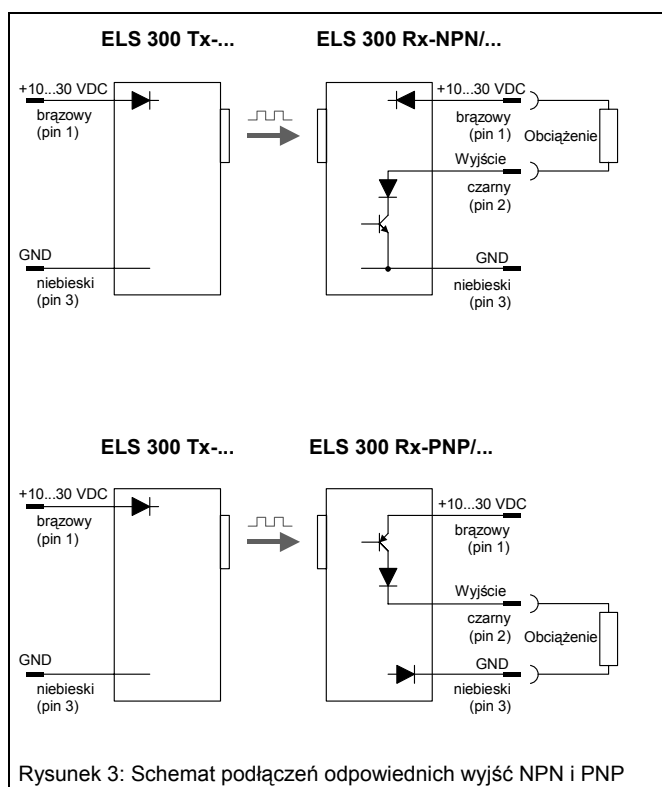 ELS 300 Tx-...
ELS 300 Rx-NPN/...
+10...30 VDC
brązowy
(pin 1)
GND
niebieski
(pin 3)
+10...30 VDC
brązowy
(pin 1)
Obciążenie
Wyjście
czarny
(pin 2)
GND
niebieski
(pin 3)
ELS 300 Tx-...
ELS 300 Rx-PNP/...
+10...30 VDC
brązowy
(pin 1)
GND
niebieski
(pin 3)
+10...30 VDC
brązowy
(pin 1)
Wyjście
czarny
(pin 2)
Obciążenie
GND
niebieski
(pin 3)
Rysunek 3: Schemat podłączeń odpowiednich wyjść NPN i PNP